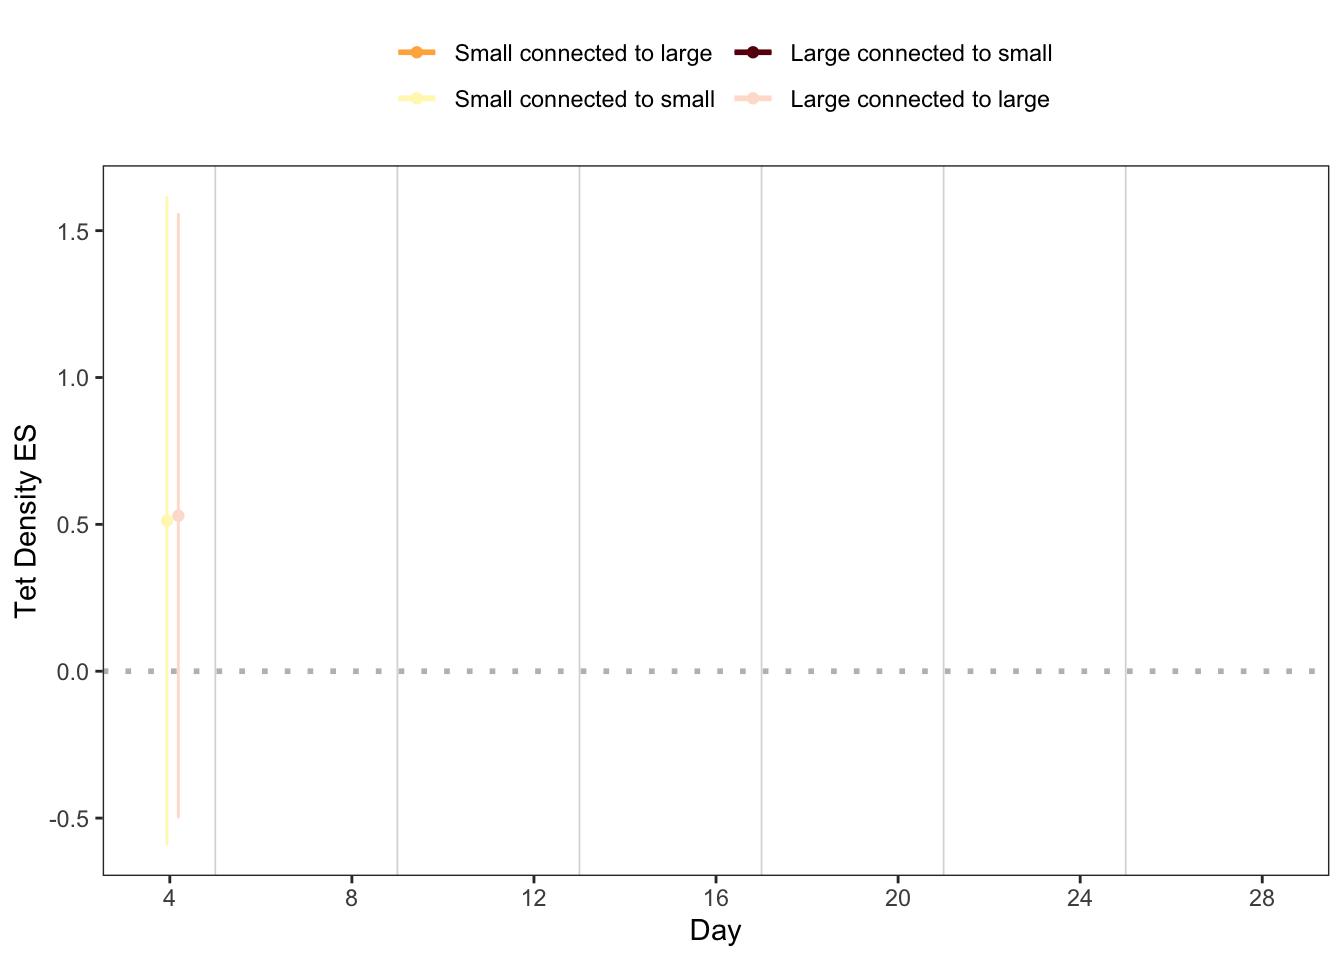 Small connected to large
Large connected to small
Small connected to small
Large connected to large
1.5
1.0
0.5
0.0
-0.5
Tet Density ES
4 8 12 16 20 24 28
Day